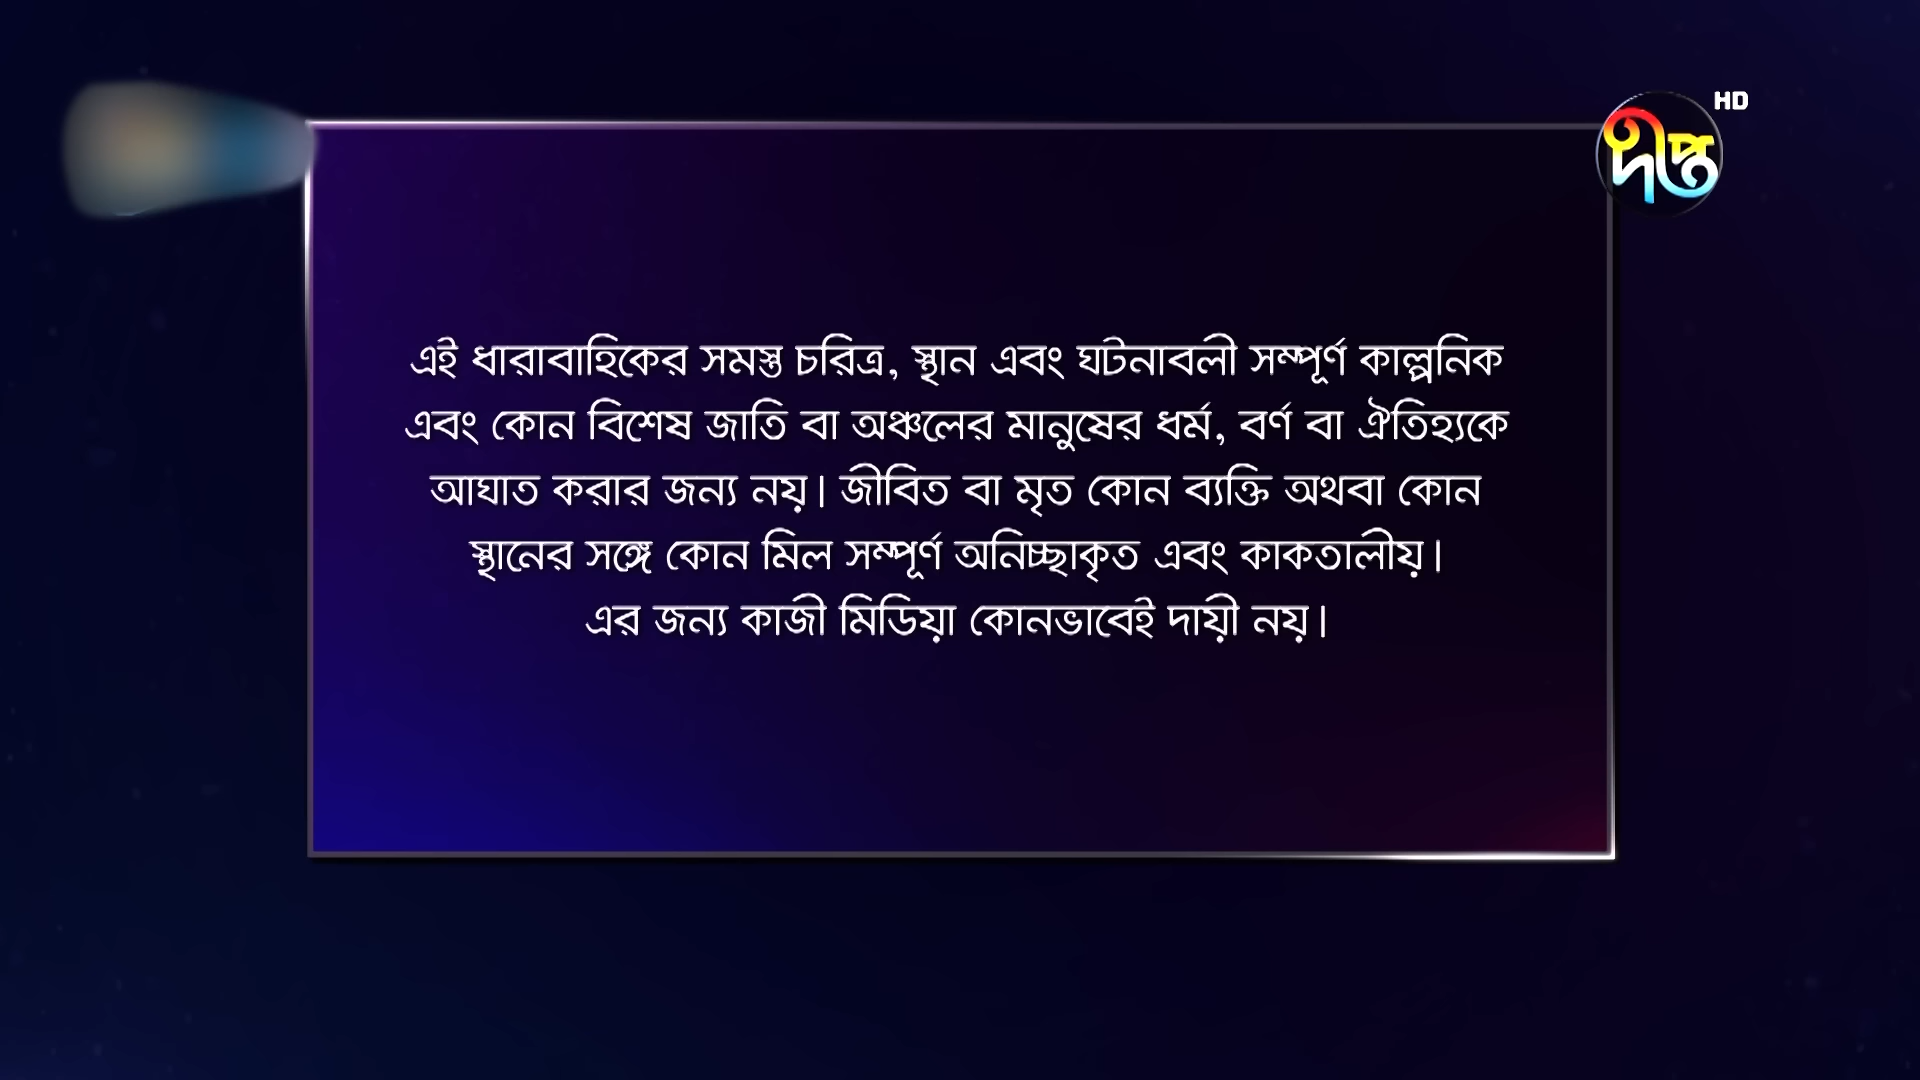 HD
দীপ্ত
এই ধারাবাহিকের সমস্ত চরিত্র, স্থান এবং ঘটনাবলী সম্পূর্ণ কাল্পনিক
এবং কোন বিশেষ জাতি বা অঞ্চলের মানুষের ধর্ম, বর্ণ বা ঐতিহ্যকে
আঘাত করার জন্য নয়। জীবিত বা মৃত কোন ব্যক্তি অথবা কোন
স্থানের সঙ্গে কোন মিল সম্পূর্ণ অনিচ্ছাকৃত এবং কাকতালীয়।
এর জন্য কাজী মিডিয়া কোনভাবেই দায়ী নয়।